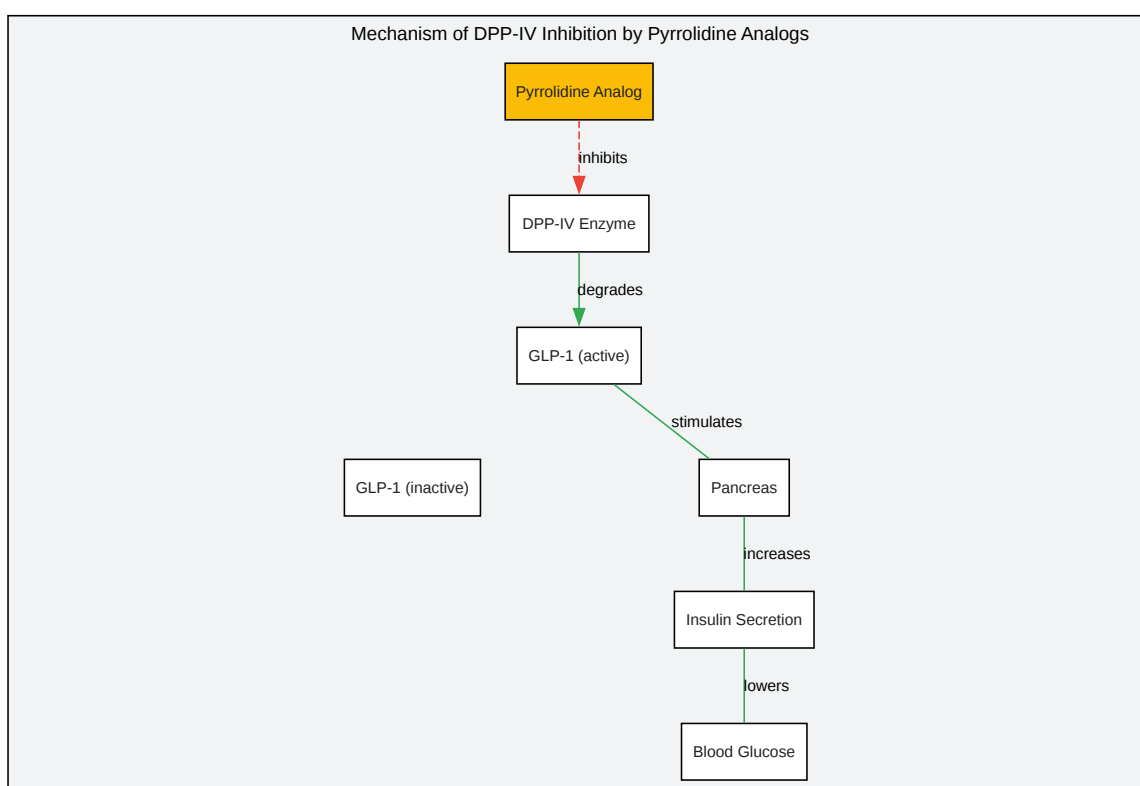 Mechanism of DPP-IV Inhibition by Pyrrolidine Analogs
Pyrrolidine Analog
inhibits
DPP-IV Enzyme
degrades
GLP-1 (active)
stimulates
GLP-1 (inactive)
Pancreas
increases
Insulin Secretion
lowers
Blood Glucose